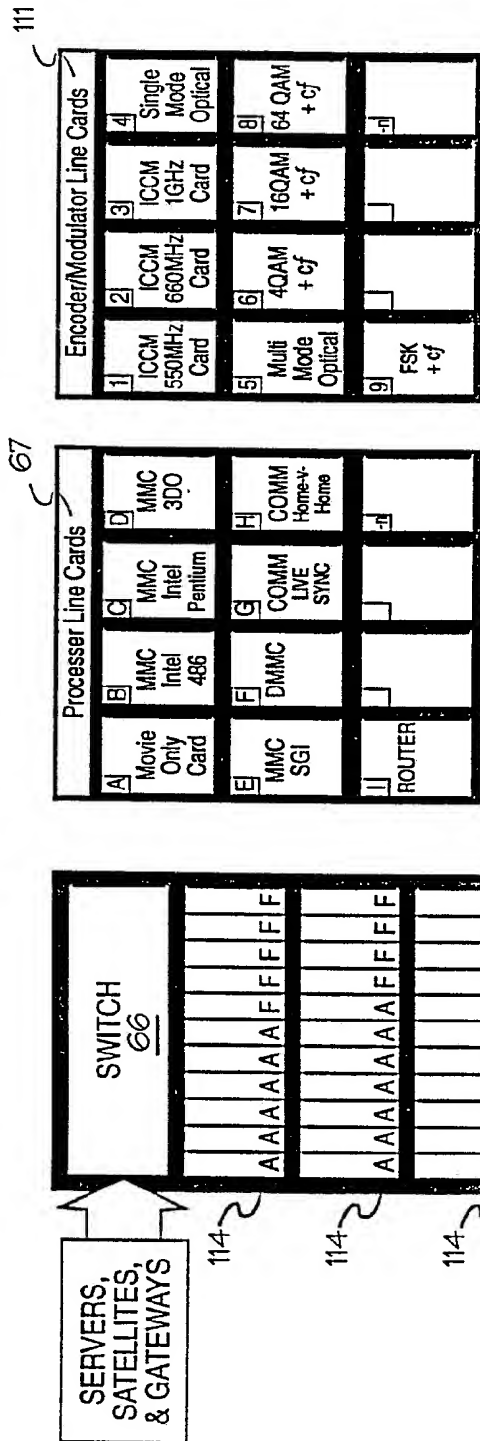 SERVERS,
SATELLITES,
& GATEWAYS
SWITCH
66
A A A A A A F F F F F
114
A A A A A A A F F F F
114
114
67
Processer Line Cards
A
Movie
Only
Card
B
MMC
Intel
486
C
MMC
Intel
Pentium
D
MMC
3DO
E
MMC
SGI
F
DMMC
G
COMM
LIVE
SYNC
H
COMM
Home-v-
Home
I
ROUTER
-n
111
Encoder/Modulator Line Cards
1
ICCM
550MHz
Card
2
ICCM
660MHz
Card
3
ICCM
1GHz
Card
4
Single
Mode
Optical
5
Multi
Mode
Optical
6
4QAM
+ cf
7
16QAM
+ cf
8
64 QAM
+ cf
9
FSK
+ cf
-n